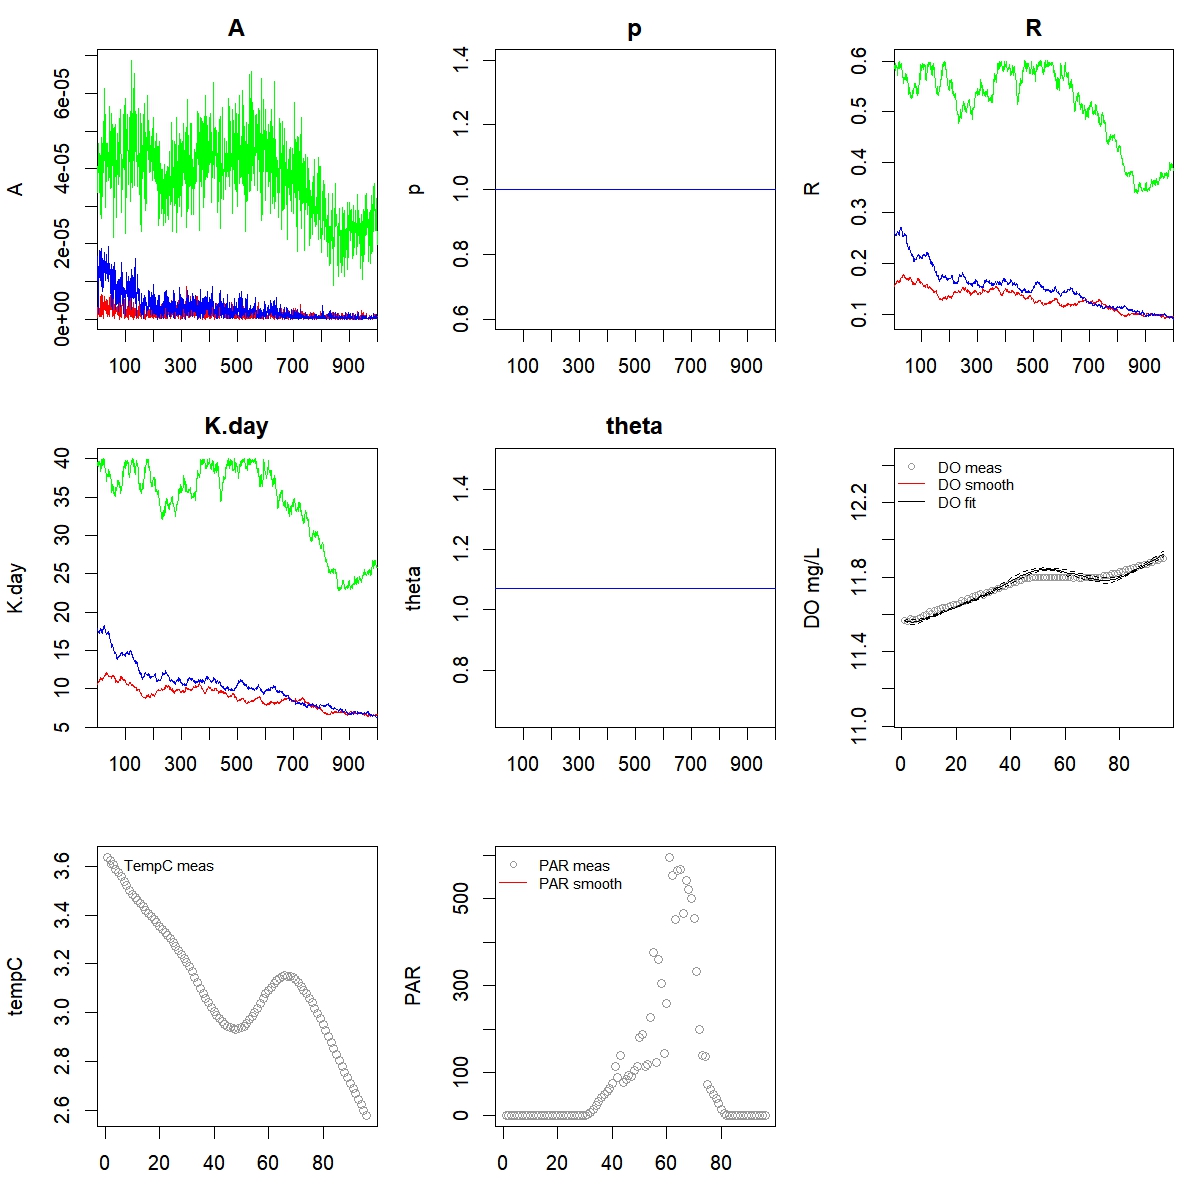 A
A
0e+00 2e-05 4e-05 6e-05
100 300 500 700 900
p
p
0.6 0.8 1.0 1.2 1.4
100 300 500 700 900
R
R
0.1 0.2 0.3 0.4 0.5 0.6
100 300 500 700 900
K.day
K.day
5 10 15 20 25 30 35 40
100 300 500 700 900
theta
theta
0.8 1.0 1.2 1.4
100 300 500 700 900
DO mg/L
11.0 11.4 11.8 12.2
DO meas
DO smooth
DO fit
0 20 40 60 80
tempC
2.6 2.8 3.0 3.2 3.4 3.6
TempC meas
0 20 40 60 80
PAR
0 100 300 500
PAR meas
PAR smooth
0 20 40 60 80